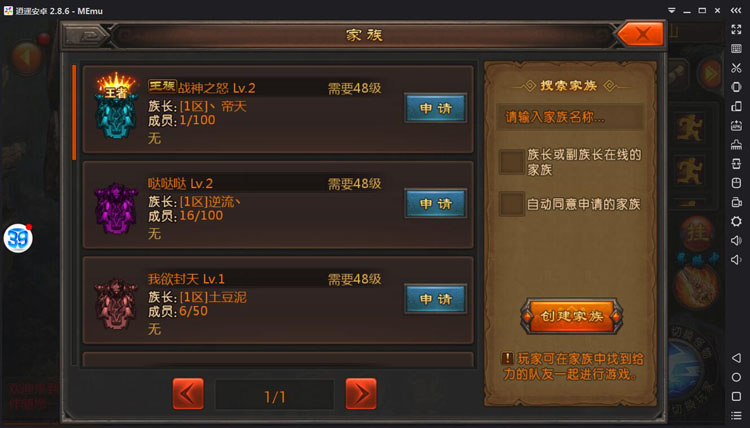 逍遥安卓 2.8.6 - MEmu
家族
王者
王族 战神之怒 Lv.2 需要48级
族长: [1区]丶帝天
成员: 1/100
无
申请
哒哒哒 Lv.2 需要48级
族长: [1区]逆流丶
成员: 16/100
无
申请
我欲封天 Lv.1 需要48级
族长: [1区]土豆泥
成员: 6/50
无
申请
1/1
搜索家族
请输入家族名称...
族长或副族长在线的
家族
自动同意申请的家族
创建家族
玩家可在家族中找到给
力的队友一起进行游戏。
39
挂